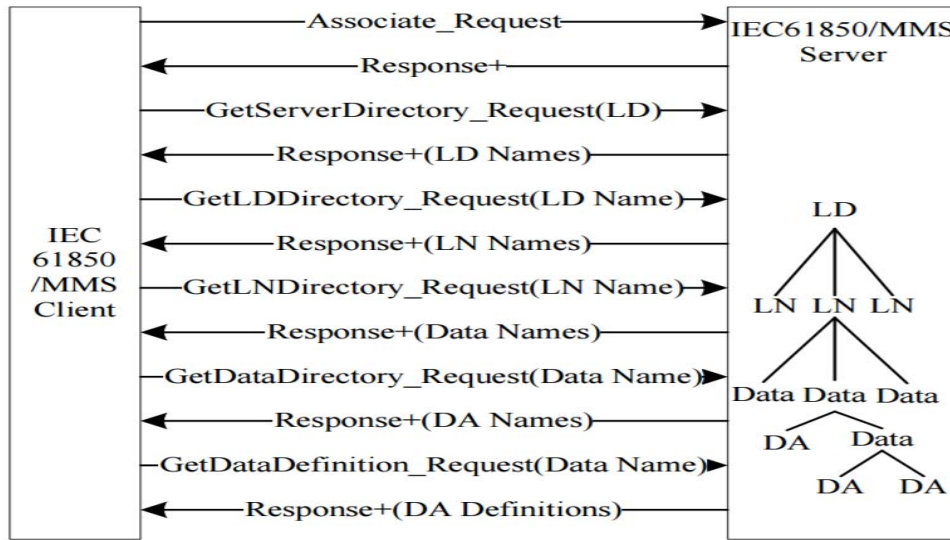 Associate_Request
IEC61850/MMS
Server
Response+
GetServerDirectory_Request(LD)
Response+(LD Names)
GetLDDirectory_Request(LD Name)
LD
IEC
61850
/MMS
Client
Response+(LN Names)
GetLNDirectory_Request(LN Name)
LN LN LN
Response+(Data Names)
GetDataDirectory_Request(Data Name)
Data Data Data
Response+(DA Names)
DA Data
GetDataDefinition_Request(Data Name)
DA DA
Response+(DA Definitions)